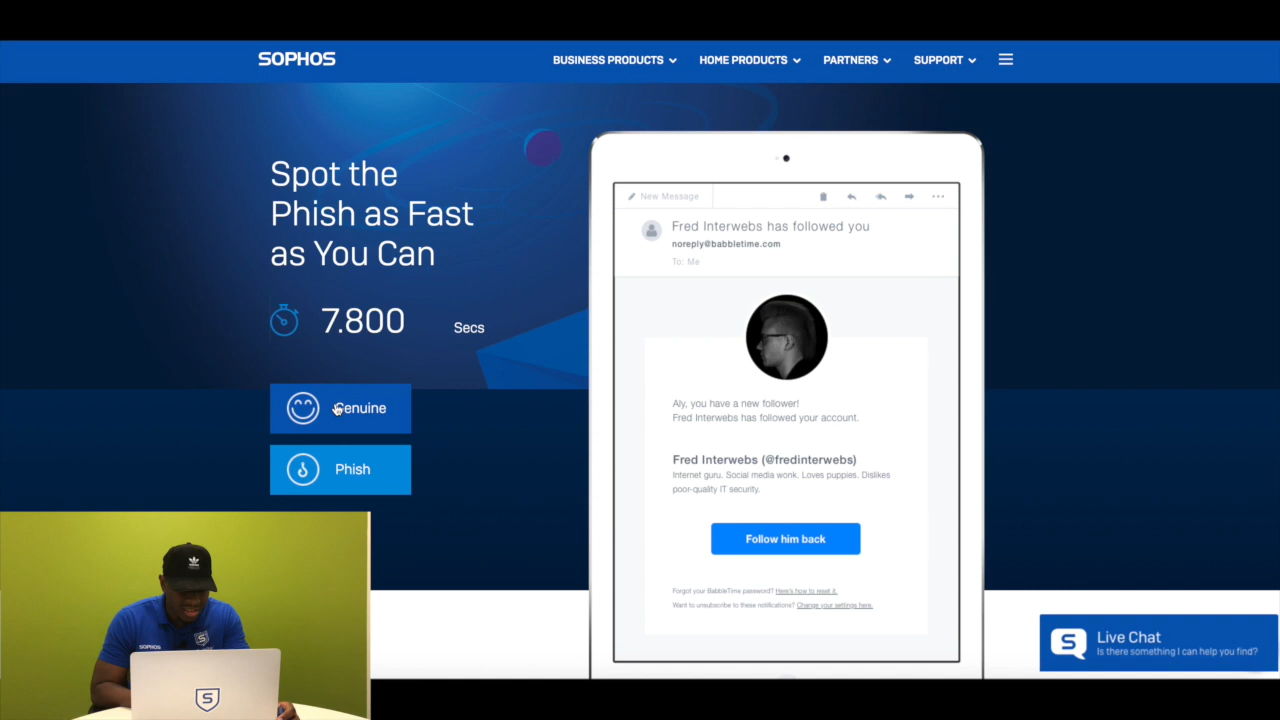 SOPHOS
BUSINESS PRODUCTS
HOME PRODUCTS
PARTNERS
SUPPORT
Spot the
Phish as Fast
as You Can
7.800 Secs
Genuine
Phish
New Message
Fred Interwebs has followed you
noreply@babbletime.com
To: Me
Aly, you have a new follower!
Fred Interwebs has followed your account.
Fred Interwebs (@fredinterwebs)
Internet guru. Social media wonk. Loves puppies. Dislikes
poor-quality IT security.
Follow him back
Forgot your BabbleTime password? Here's how to reset it.
Want to unsubscribe to these notifications? Change your settings here.
SOPHOS
S
S
Live Chat
Is there something I can help you find?